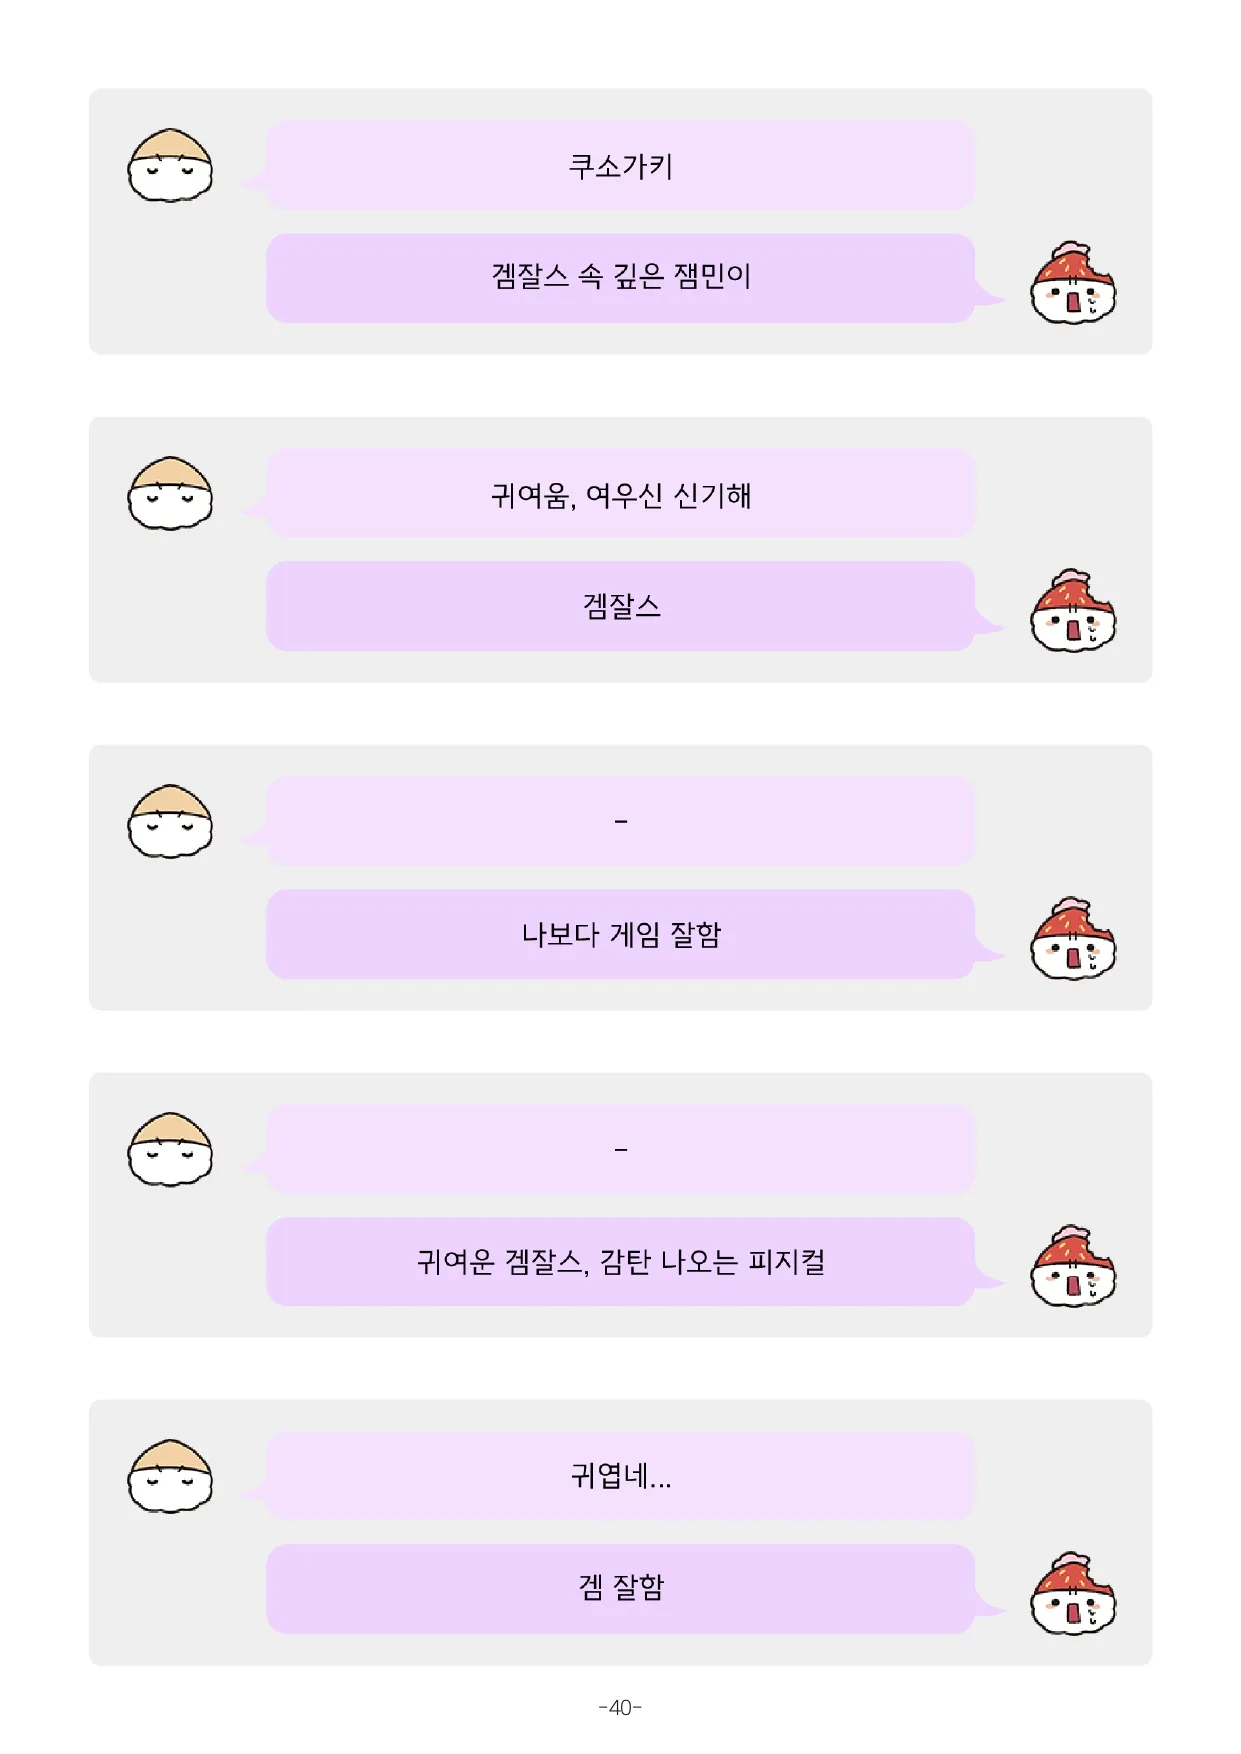 쿠소가키
겜잘스 속 깊은 잼민이
귀여움, 여우신 신기해
겜잘스
-
나보다 게임 잘함
-
귀여운 겜잘스, 감탄 나오는 피지컬
귀엽네...
겜 잘함
-40-